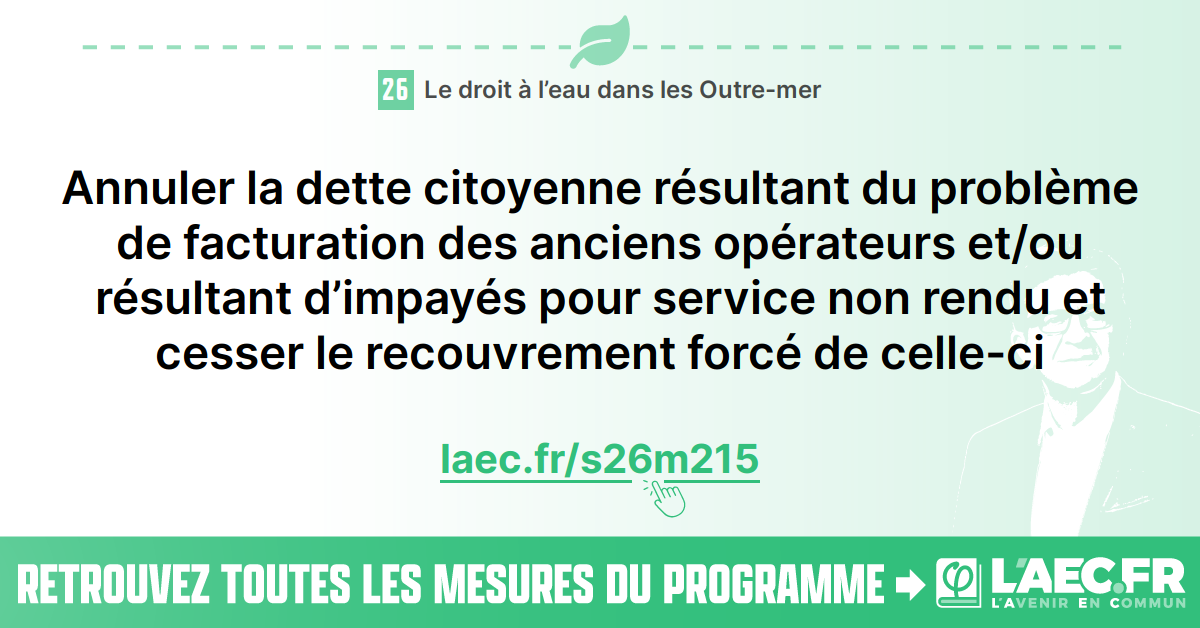 26 Le droit à l’eau dans les Outre-mer
Annuler la dette citoyenne résultant du problème
de facturation des anciens opérateurs et/ou
résultant d’impayés pour service non rendu et
cesser le recouvrement forcé de celle-ci
laec.fr/s26m215
RETROUVEZ TOUTES LES MESURES DU PROGRAMME
L'AEC.FR
L'AVENIR EN COMMUN